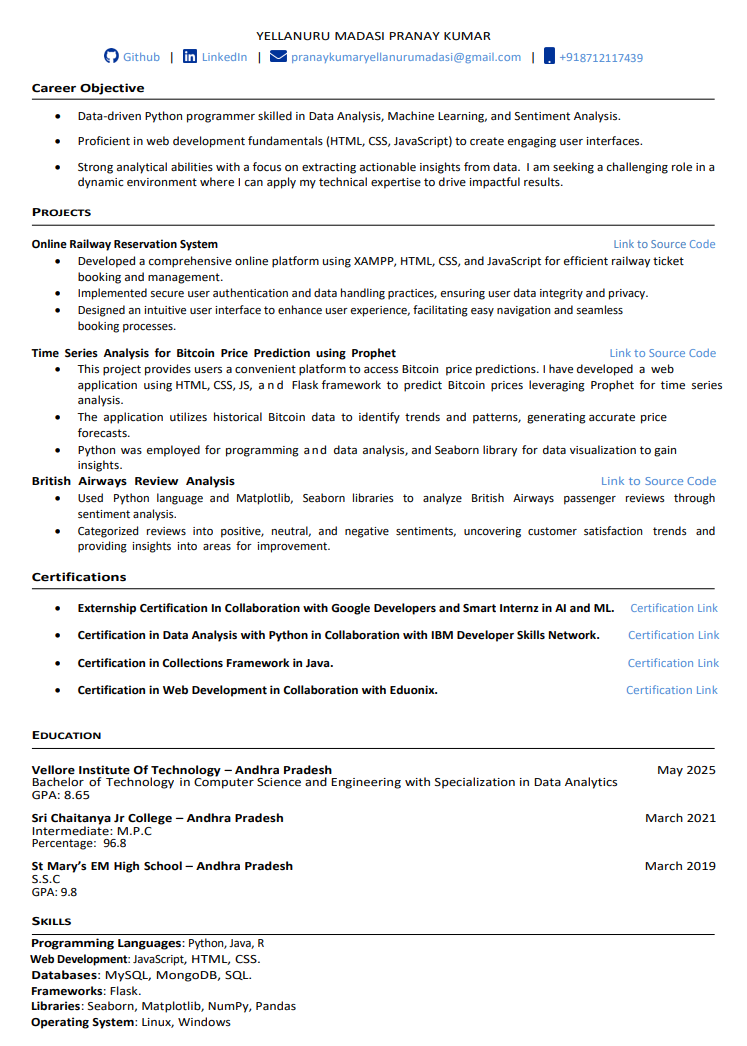 YELLANURU MADASI PRANAY KUMAR
Github | LinkedIn | pranaykumaryellanurumadasi@gmail.com | +918712117439
Career Objective
• Data-driven Python programmer skilled in Data Analysis, Machine Learning, and Sentiment Analysis.
• Proficient in web development fundamentals (HTML, CSS, JavaScript) to create engaging user interfaces.
• Strong analytical abilities with a focus on extracting actionable insights from data. I am seeking a challenging role in a
dynamic environment where I can apply my technical expertise to drive impactful results.
PROJECTS
Online Railway Reservation System Link to Source Code
• Developed a comprehensive online platform using XAMPP, HTML, CSS, and JavaScript for efficient railway ticket
booking and management.
• Implemented secure user authentication and data handling practices, ensuring user data integrity and privacy.
• Designed an intuitive user interface to enhance user experience, facilitating easy navigation and seamless
booking processes.
Time Series Analysis for Bitcoin Price Prediction using Prophet Link to Source Code
• This project provides users a convenient platform to access Bitcoin price predictions. I have developed a web
application using HTML, CSS, JS, and Flask framework to predict Bitcoin prices leveraging Prophet for time series
analysis.
• The application utilizes historical Bitcoin data to identify trends and patterns, generating accurate price
forecasts.
• Python was employed for programming and data analysis, and Seaborn library for data visualization to gain
insights.
British Airways Review Analysis Link to Source Code
• Used Python language and Matplotlib, Seaborn libraries to analyze British Airways passenger reviews through
sentiment analysis.
• Categorized reviews into positive, neutral, and negative sentiments, uncovering customer satisfaction trends and
providing insights into areas for improvement.
Certifications
• Externship Certification In Collaboration with Google Developers and Smart Internz in AI and ML. Certification Link
• Certification in Data Analysis with Python in Collaboration with IBM Developer Skills Network. Certification Link
• Certification in Collections Framework in Java. Certification Link
• Certification in Web Development in Collaboration with Eduonix. Certification Link
EDUCATION
Vellore Institute Of Technology – Andhra Pradesh May 2025
Bachelor of Technology in Computer Science and Engineering with Specialization in Data Analytics
GPA: 8.65
Sri Chaitanya Jr College – Andhra Pradesh March 2021
Intermediate: M.P.C
Percentage: 96.8
St Mary's EM High School – Andhra Pradesh March 2019
S.S.C
GPA: 9.8
SKILLS
Programming Languages: Python, Java, R
Web Development: JavaScript, HTML, CSS.
Databases: MySQL, MongoDB, SQL.
Frameworks: Flask.
Libraries: Seaborn, Matplotlib, NumPy, Pandas
Operating System: Linux, Windows